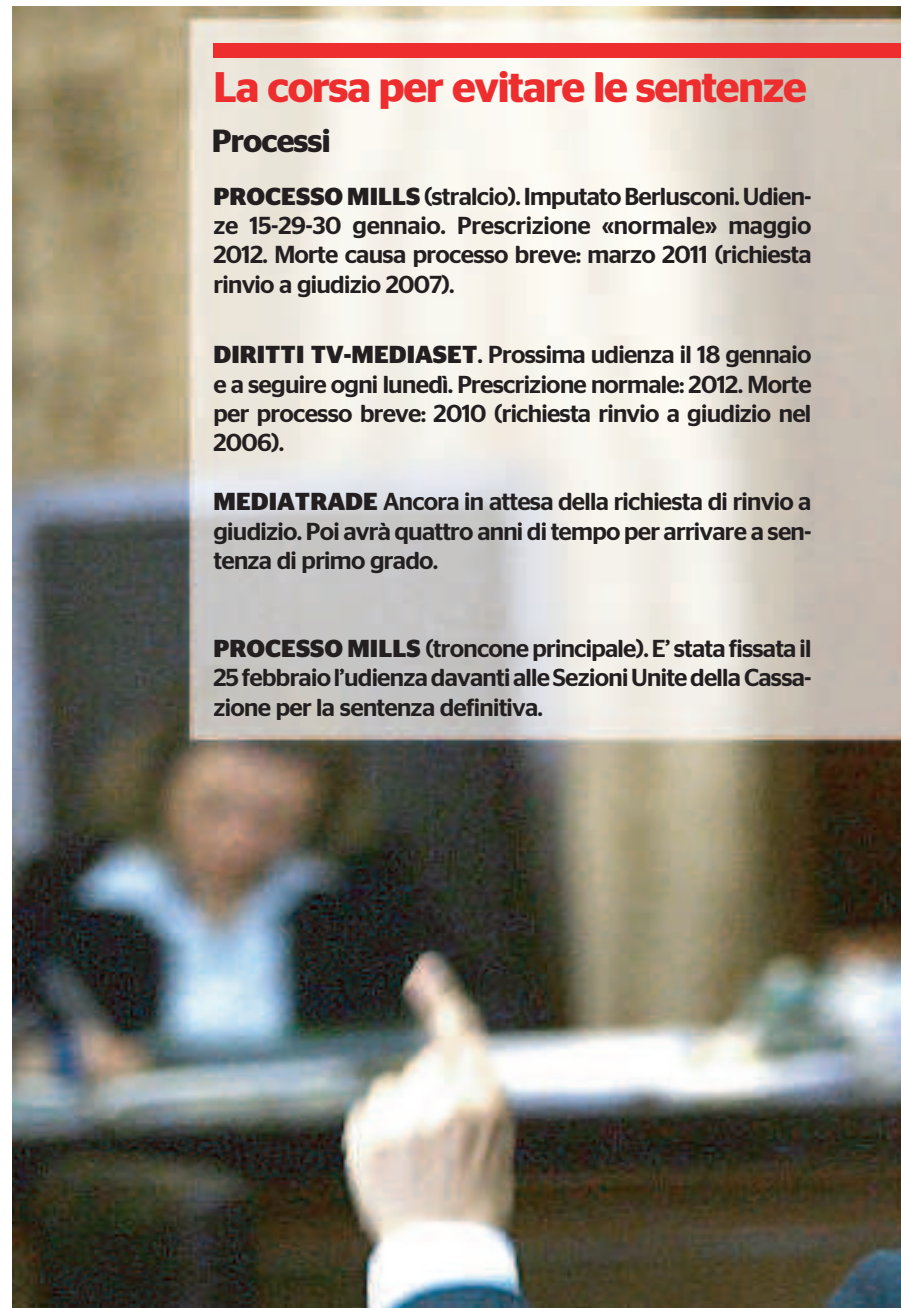 La corsa per evitare le sentenze
Processi
PROCESSO MILLS (stralcio). Imputato Berlusconi. Udien-
ze 15-29-30 gennaio. Prescrizione «normale» maggio
2012. Morte causa processo breve: marzo 2011 (richiesta
rinvio a giudizio 2007).
DIRITTI TV-MEDIASET. Prossima udienza il 18 gennaio
e a seguire ogni lunedì. Prescrizione normale: 2012. Morte
per processo breve: 2010 (richiesta rinvio a giudizio nel
2006).
MEDIATRADE Ancora in attesa della richiesta di rinvio a
giudizio. Poi avrà quattro anni di tempo per arrivare a sen-
tenza di primo grado.
PROCESSO MILLS (troncone principale). E' stata fissata il
25 febbraio l'udienza davanti alle Sezioni Unite della Cassa-
zione per la sentenza definitiva.